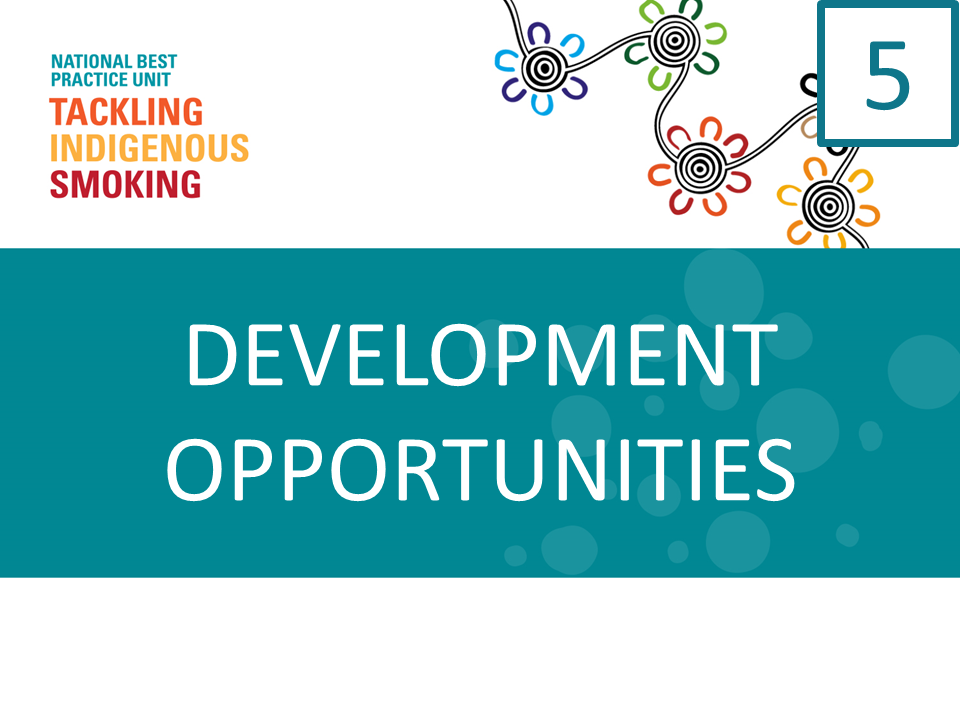 NATIONAL BEST
PRACTICE UNIT
TACKLING
INDIGENOUS
SMOKING
5
DEVELOPMENT
OPPORTUNITIES